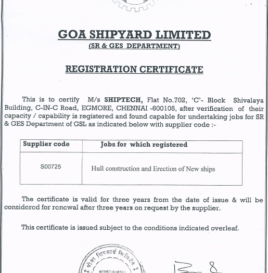 GOA SHIPYARD LIMITED
(SR & GES DEPARTMENT)
REGISTRATION CERTIFICATE
This is to certify M/s SHIPTECH, Flat No.702, 'C'- Block Shivalaya
Building, C-IN-C Road, EGMORE, CHENNAI -600105, after verification of their
capacity / capability is registered and found capable for undertaking jobs for SR
& GES Department of GSL as indicated below with supplier code :-
Supplier code Jobs for which registered
S00725 Hull construction and Erection of New ships
The certificate is valid for three years from the date of issue & will be
considered for renewal after three years on request by the supplier.
This certificate is issued subject to the conditions indicated overleaf.